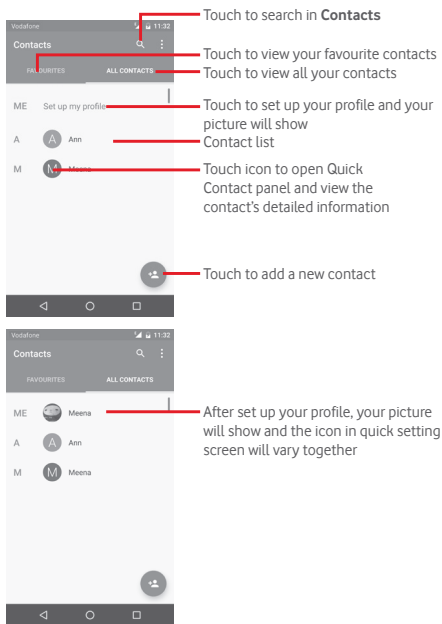 Touch to search in Contacts
Vodafone 11:32
Contacts
Touch to view your favourite contacts
FAVOURITES ALL CONTACTS
Touch to view all your contacts
ME Set up my profile
Touch to set up your profile and your
picture will show
A A Ann
Contact list
M M Meena
Touch icon to open Quick
Contact panel and view the
contact's detailed information
Touch to add a new contact
Vodafone 11:32
Contacts
FAVOURITES ALL CONTACTS
ME Meena
After set up your profile, your picture
will show and the icon in quick setting
screen will vary together
A A Ann
M M Meena